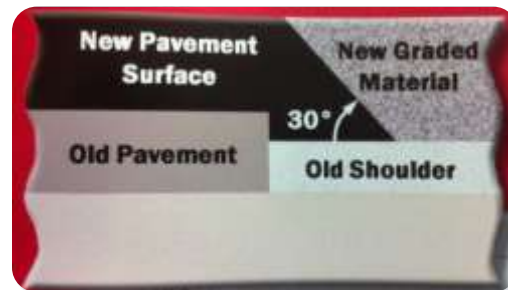 New Pavement
Surface
New Graded
Material
30°
Old Pavement
Old Shoulder